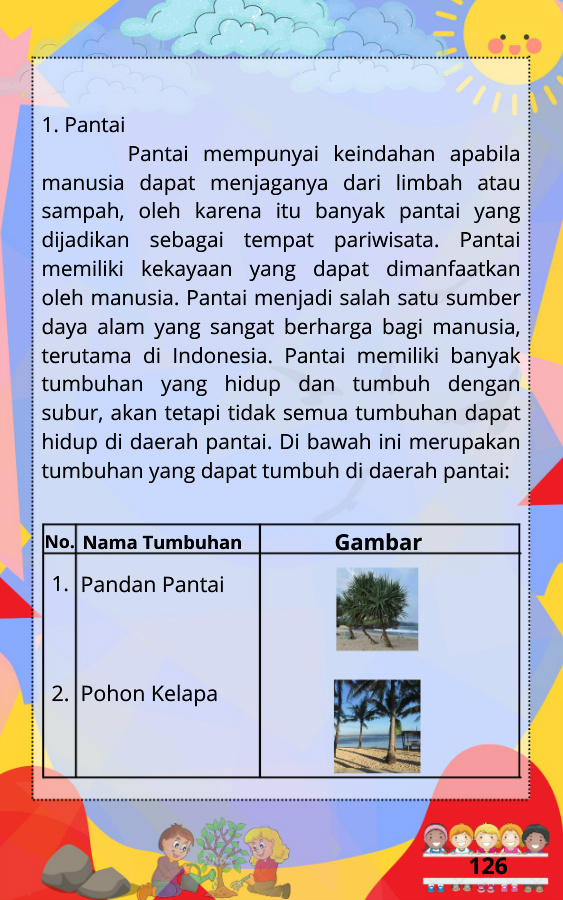 1. Pantai
Pantai mempunyai keindahan apabila
manusia dapat menjaganya dari limbah atau
sampah, oleh karena itu banyak pantai yang
dijadikan sebagai tempat pariwisata. Pantai
memiliki kekayaan yang dapat dimanfaatkan
oleh manusia. Pantai menjadi salah satu sumber
daya alam yang sangat berharga bagi manusia,
terutama di Indonesia. Pantai memiliki banyak
tumbuhan yang hidup dan tumbuh dengan
subur, akan tetapi tidak semua tumbuhan dapat
hidup di daerah pantai. Di bawah ini merupakan
tumbuhan yang dapat tumbuh di daerah pantai:
No. Nama Tumbuhan Gambar
1. Pandan Pantai
2. Pohon Kelapa
126